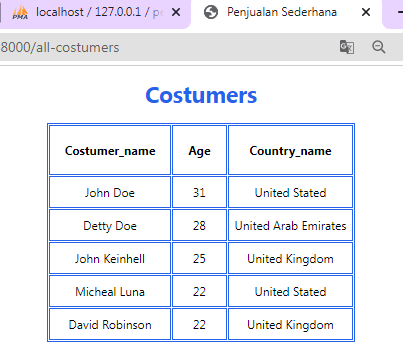 PMA localhost / 127.0.0.1 / pe × Penjualan Sederhana ×
8000/all-costumers
Costumers
Costumer_name Age Country_name
John Doe 31 United Stated
Detty Doe 28 United Arab Emirates
John Keinhell 25 United Kingdom
Micheal Luna 22 United Stated
David Robinson 22 United Kingdom